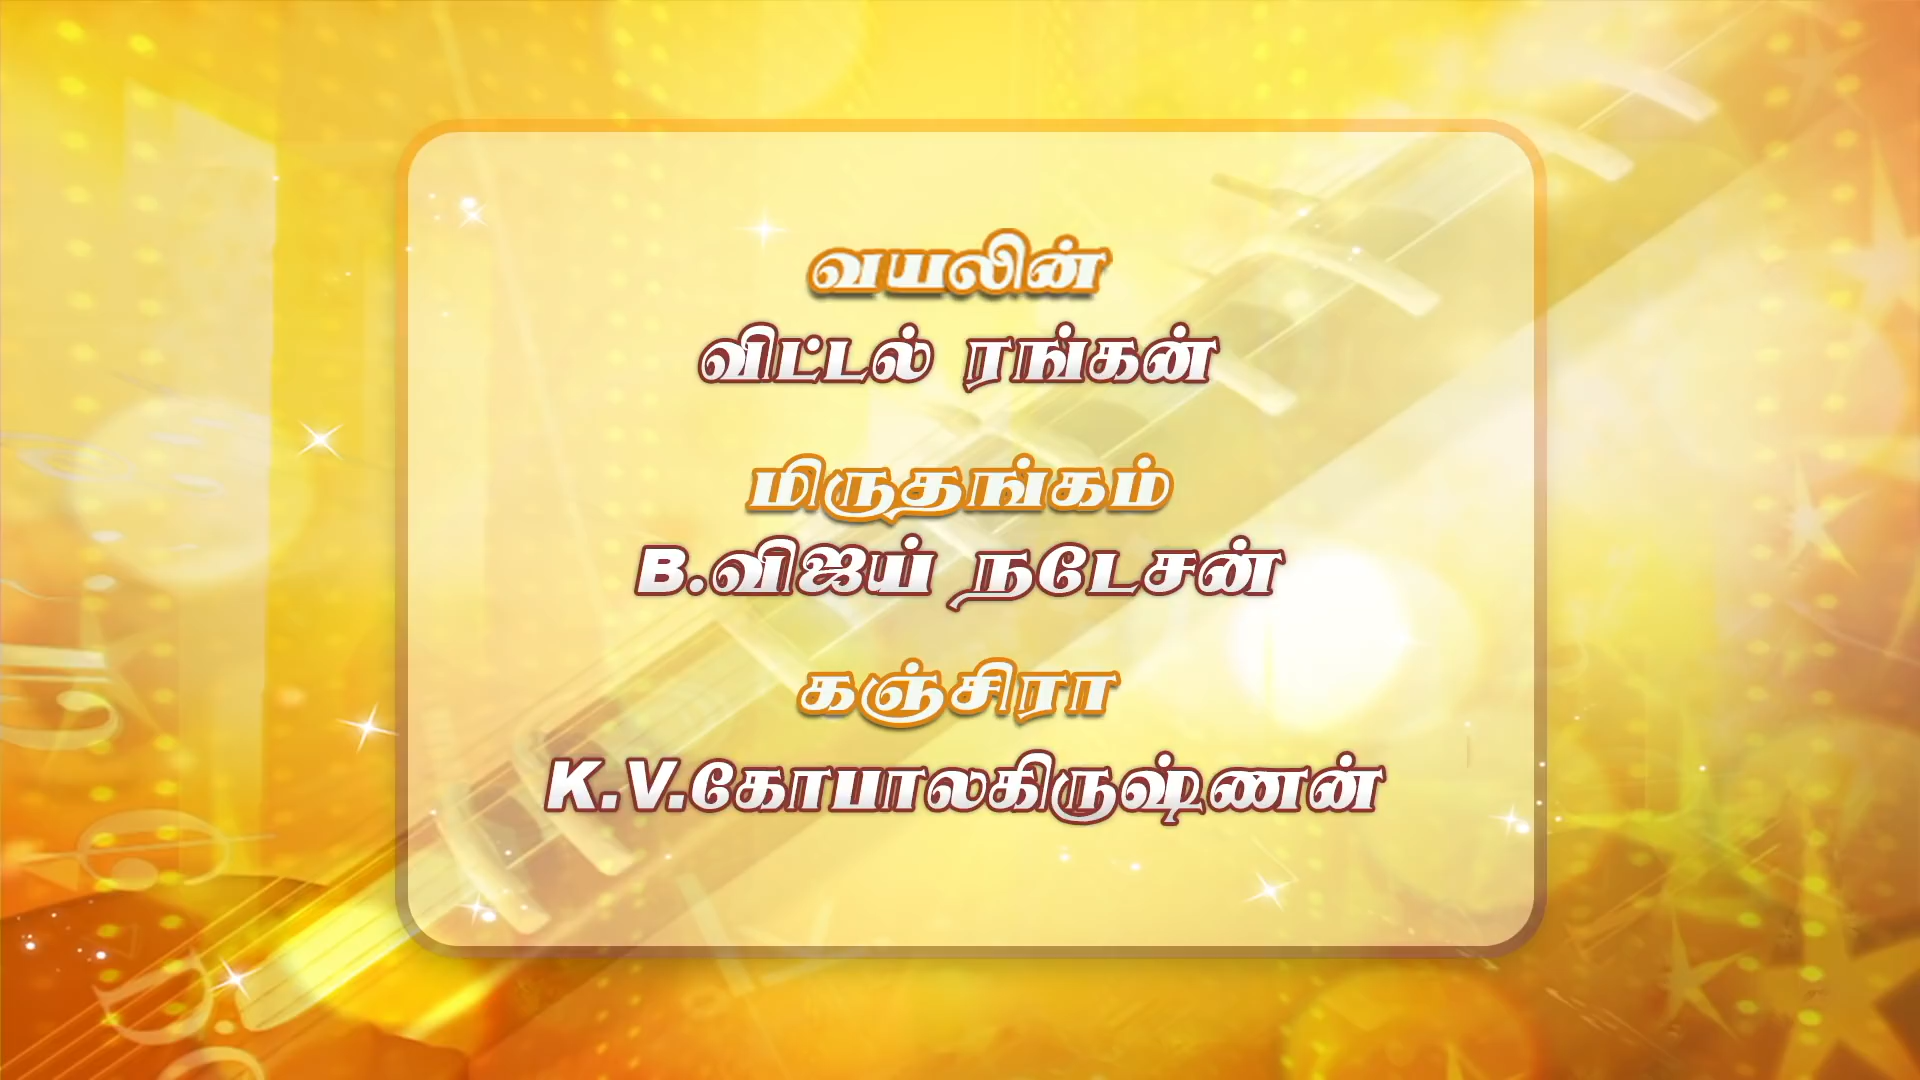 வயலின்
விட்டல் ரங்கன்
மிருதங்கம்
B.விஜய் நடேசன்
கஞ்சிரா
K.V.கோபாலகிருஷ்ணன்